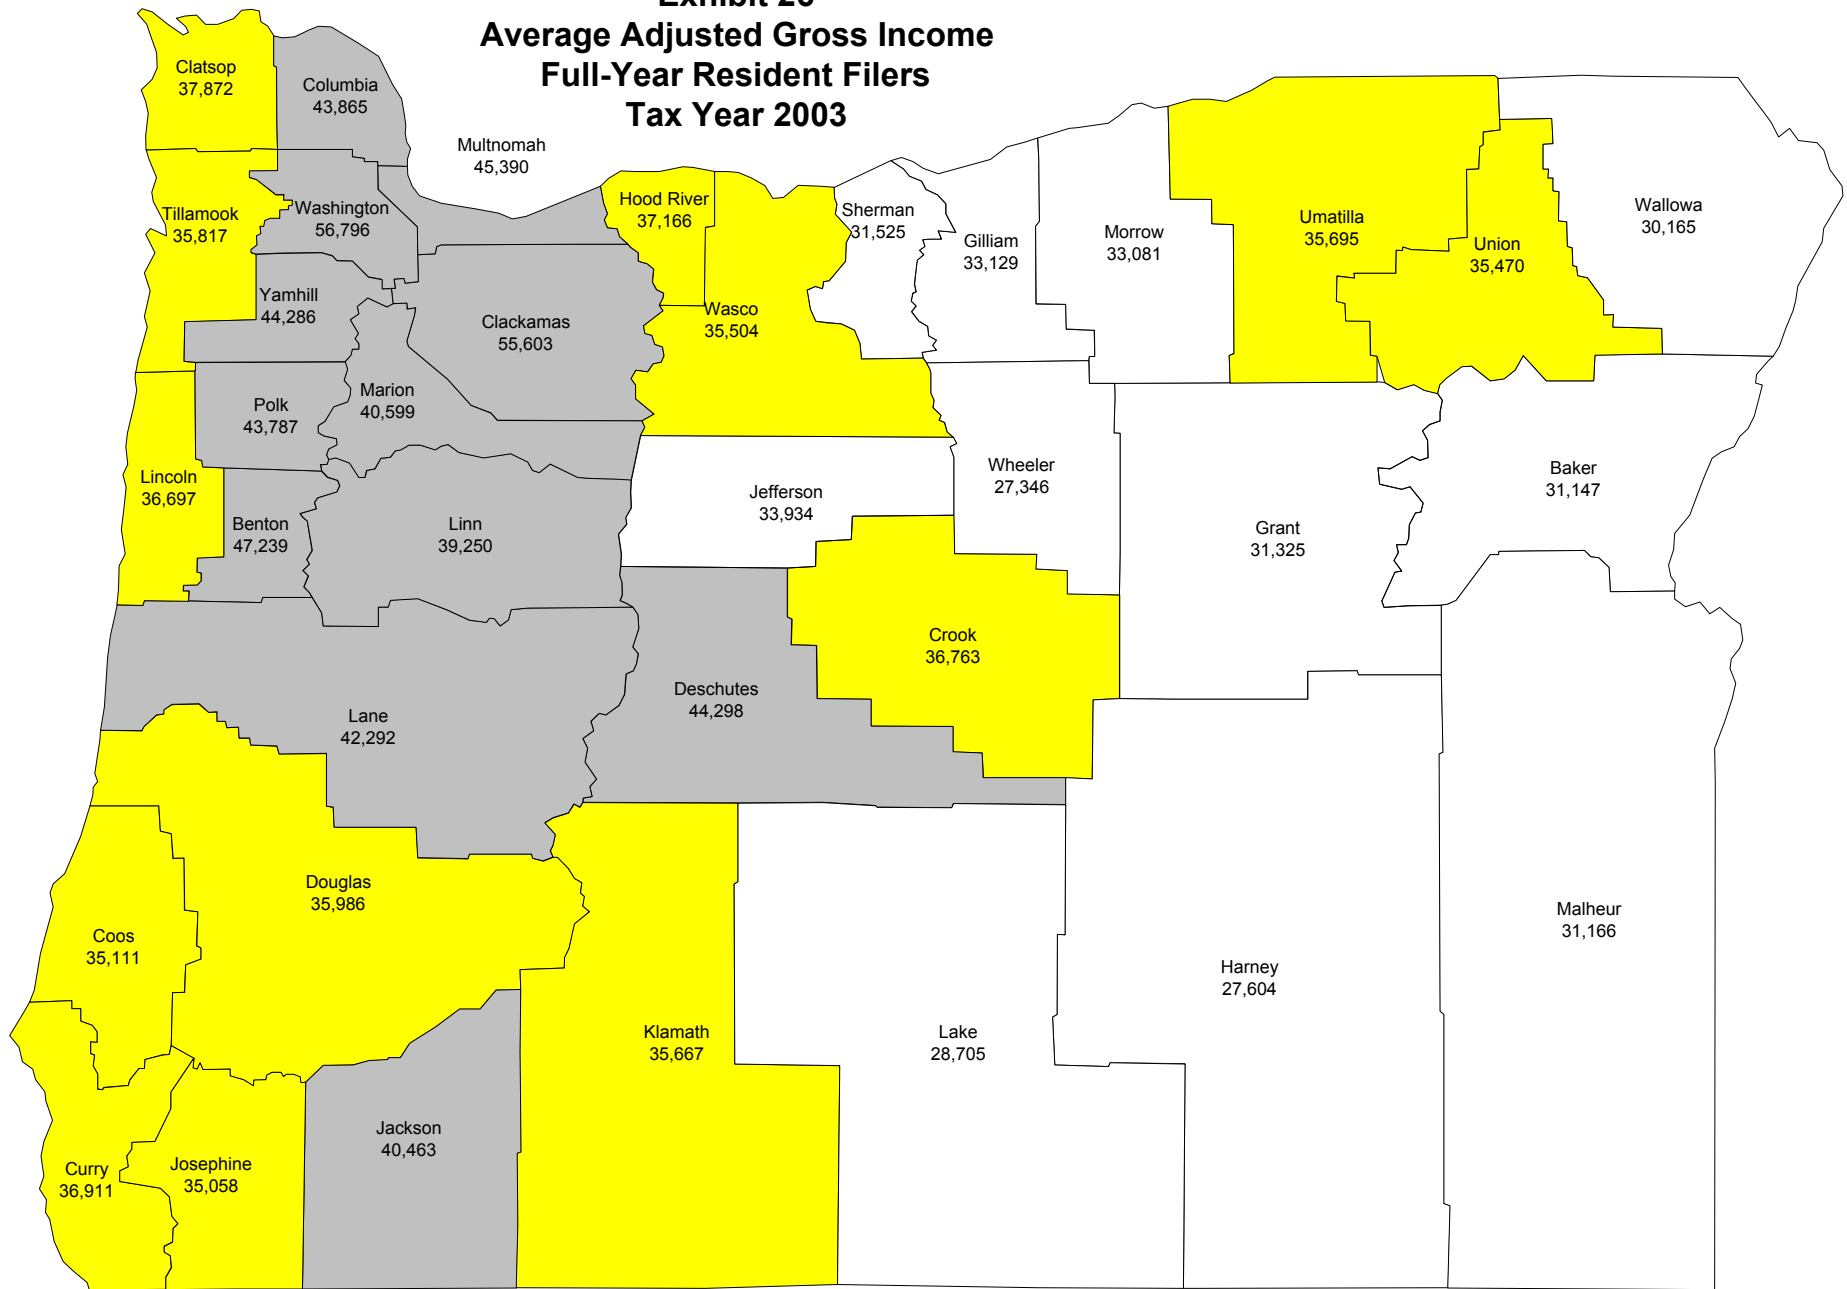 Exhibit 26
Average Adjusted Gross Income
Full-Year Resident Filers
Tax Year 2003
Clatsop
37,872
Columbia
43,865
Multnomah
45,390
Tillamook
35,817
Washington
56,796
Hood River
37,166
Sherman
31,525
Gilliam
33,129
Morrow
33,081
Umatilla
35,695
Union
35,470
Wallowa
30,165
Yamhill
44,286
Clackamas
55,603
Wasco
35,504
Polk
43,787
Marion
40,599
Lincoln
36,697
Benton
47,239
Linn
39,250
Jefferson
33,934
Wheeler
27,346
Grant
31,325
Baker
31,147
Crook
36,763
Deschutes
44,298
Lane
42,292
Douglas
35,986
Coos
35,111
Malheur
31,166
Harney
27,604
Klamath
35,667
Lake
28,705
Jackson
40,463
Curry
36,911
Josephine
35,058